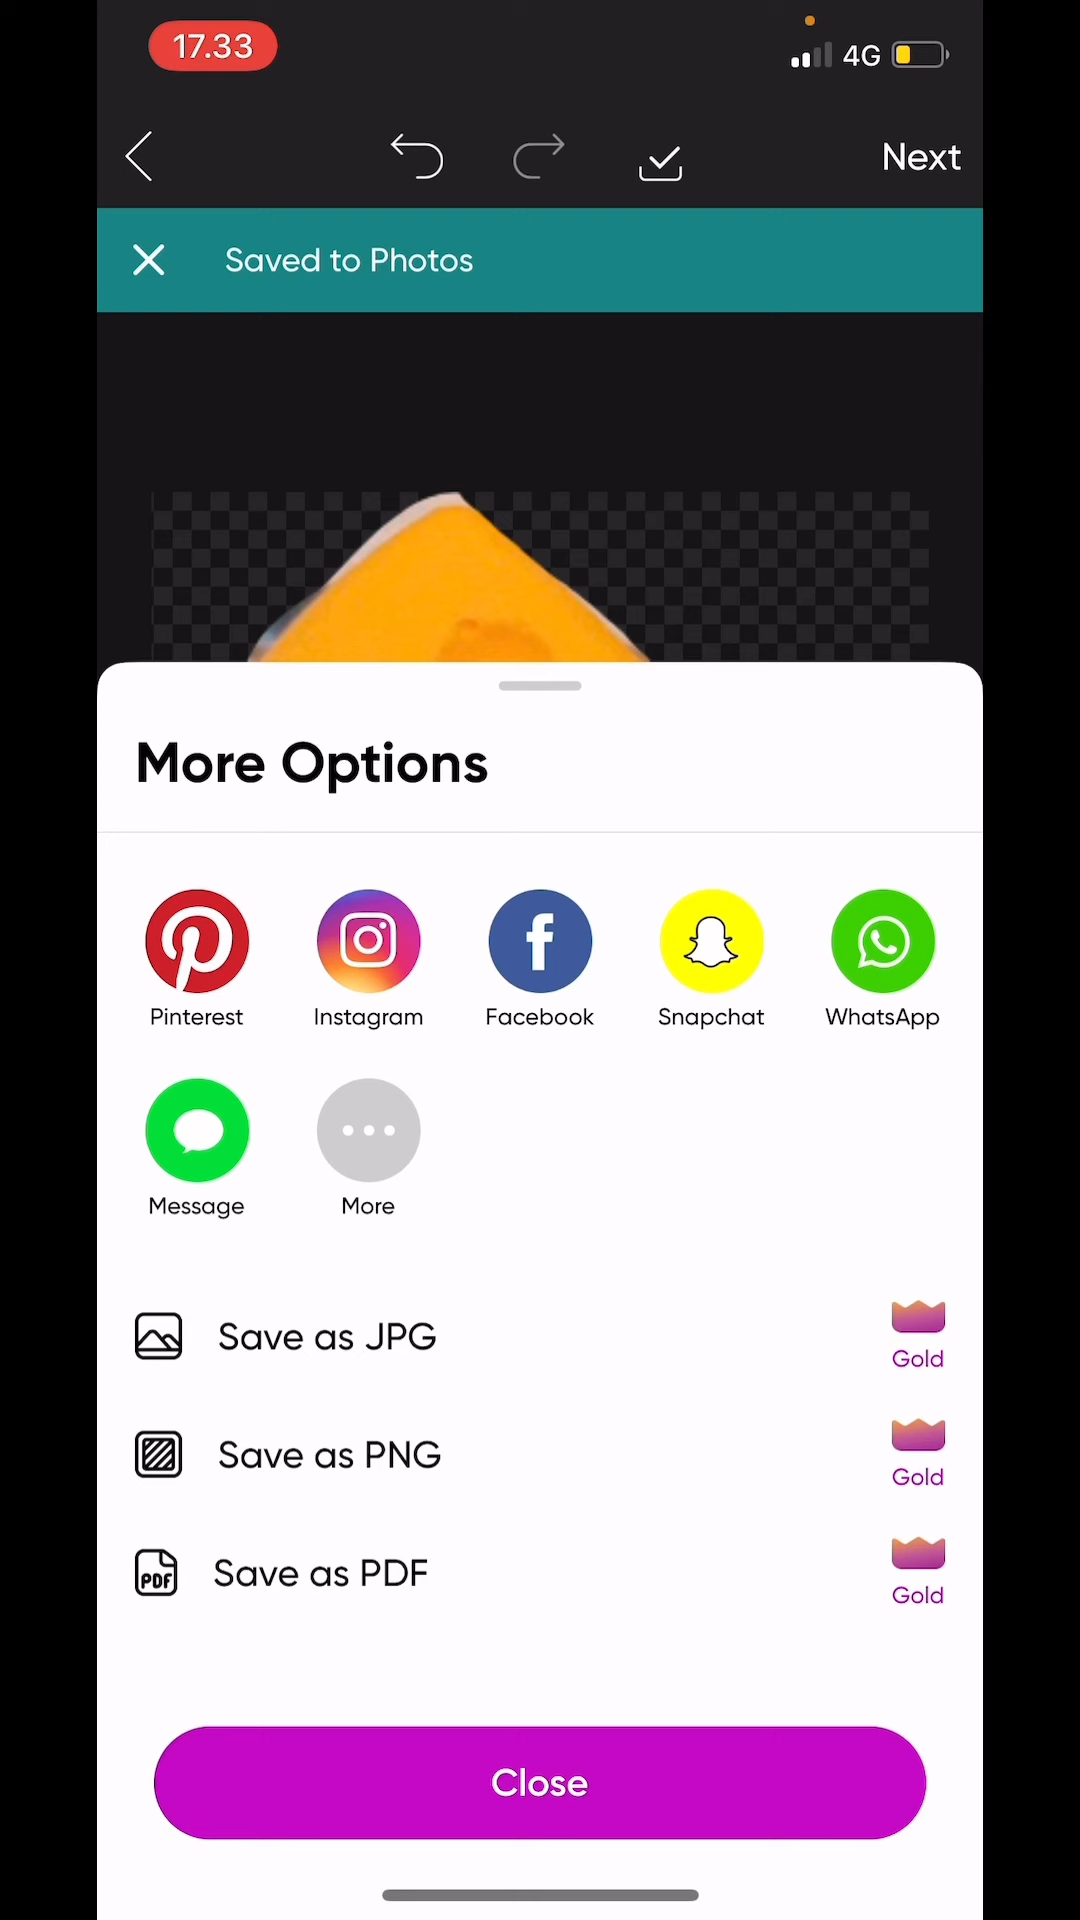 17.33
4G
Next
Saved to Photos
More Options
Pinterest
Instagram
Facebook
Snapchat
WhatsApp
Message
More
Save as JPG
Gold
Save as PNG
Gold
PDF
Save as PDF
Gold
Close